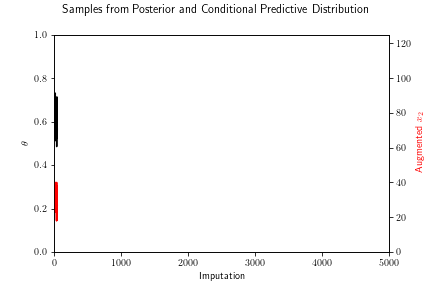 Samples from Posterior and Conditional Predictive Distribution
1.0
0.8
0.6
0.4
0.2
0.0
θ
120
100
80
60
40
20
0
Augmented x₂
0 1000 2000 3000 4000 5000
Imputation